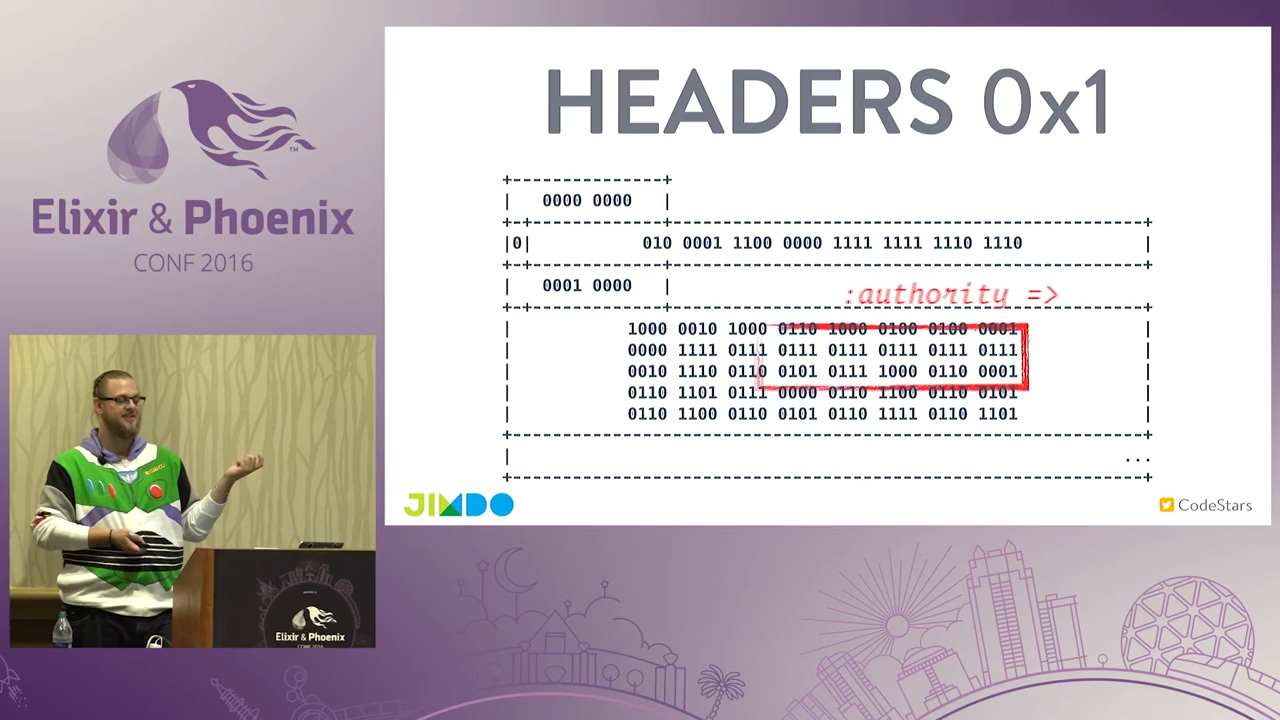 HEADERS 0x1
0000 0000
0
010 0001 1100 0000 1111 1111 1110 1110
0001 0000
:authority =>
1000 0010 1000 0110 1000 0100 0100 0001
0000 1111 0111 0111 0111 0111 0111 0111
0010 1110 0110 0101 0111 1000 0110 0001
0110 1101 0111 0000 0110 1100 0110 0101
0110 1100 0110 0101 0110 1111 0110 1101
...
JIMDO
CodeStars
Elixir & Phoenix
TM
CONF 2016
Elixir & Phoenix
CONF 2016